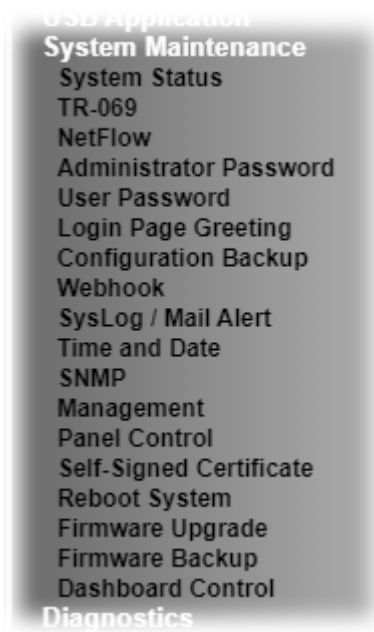 USB Application
System Maintenance
System Status
TR-069
NetFlow
Administrator Password
User Password
Login Page Greeting
Configuration Backup
Webhook
SysLog / Mail Alert
Time and Date
SNMP
Management
Panel Control
Self-Signed Certificate
Reboot System
Firmware Upgrade
Firmware Backup
Dashboard Control
Diagnostics